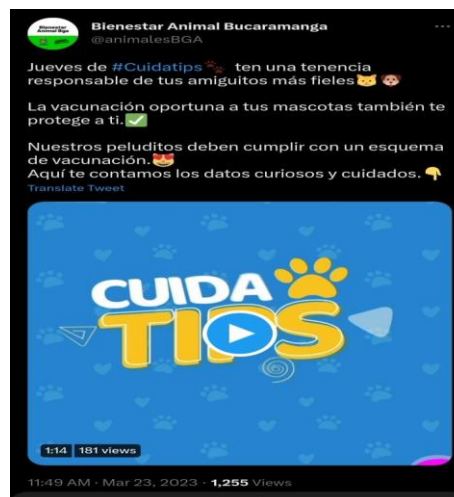 Bienestar
Animal Bga
Bienestar Animal Bucaramanga
@animalesBGA
Jueves de #Cuidatips🐾 ten una tenencia
responsable de tus amiguitos más fieles🐱 🐶
La vacunación oportuna a tus mascotas también te
protege a ti.✅
Nuestros peluditos deben cumplir con un esquema
de vacunación.😻
Aquí te contamos los datos curiosos y cuidados. 👇
Translate Tweet
CUIDA
TIPS
1:14 181 views
11:49 AM · Mar 23, 2023 · 1,255 Views